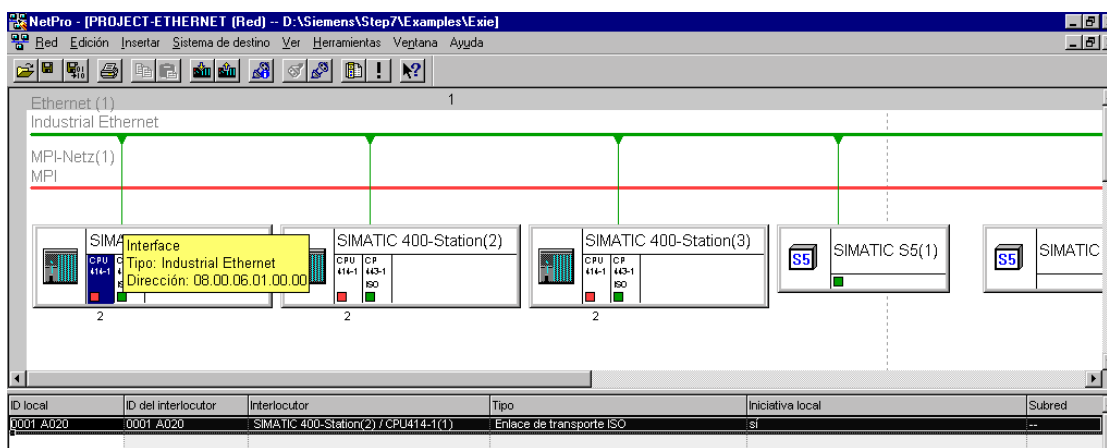 NetPro - [PROJECT-ETHERNET (Red) -- D:\Siemens\Step7\Examples\Exie]
Red Edición Insertar Sistema de destino Ver Herramientas Ventana Ayuda
Ethernet (1)
1
Industrial Ethernet
MPI-Netz(1)
MPI
SIMA
Interface
Tipo: Industrial Ethernet
Dirección: 08.00.06.01.00.00
CPU
414-1
2
SIMATIC 400-Station(2)
CPU CP
414-1 443-1
ISO
2
SIMATIC 400-Station(3)
CPU CP
414-1 443-1
ISO
2
S5 SIMATIC S5(1)
S5 SIMATIC
ID local ID del interlocutor Interlocutor Tipo Iniciativa local Subred
0001 A020 0001 A020 SIMATIC 400-Station(2) / CPU414-1(1) Enlace de transporte ISO sí --